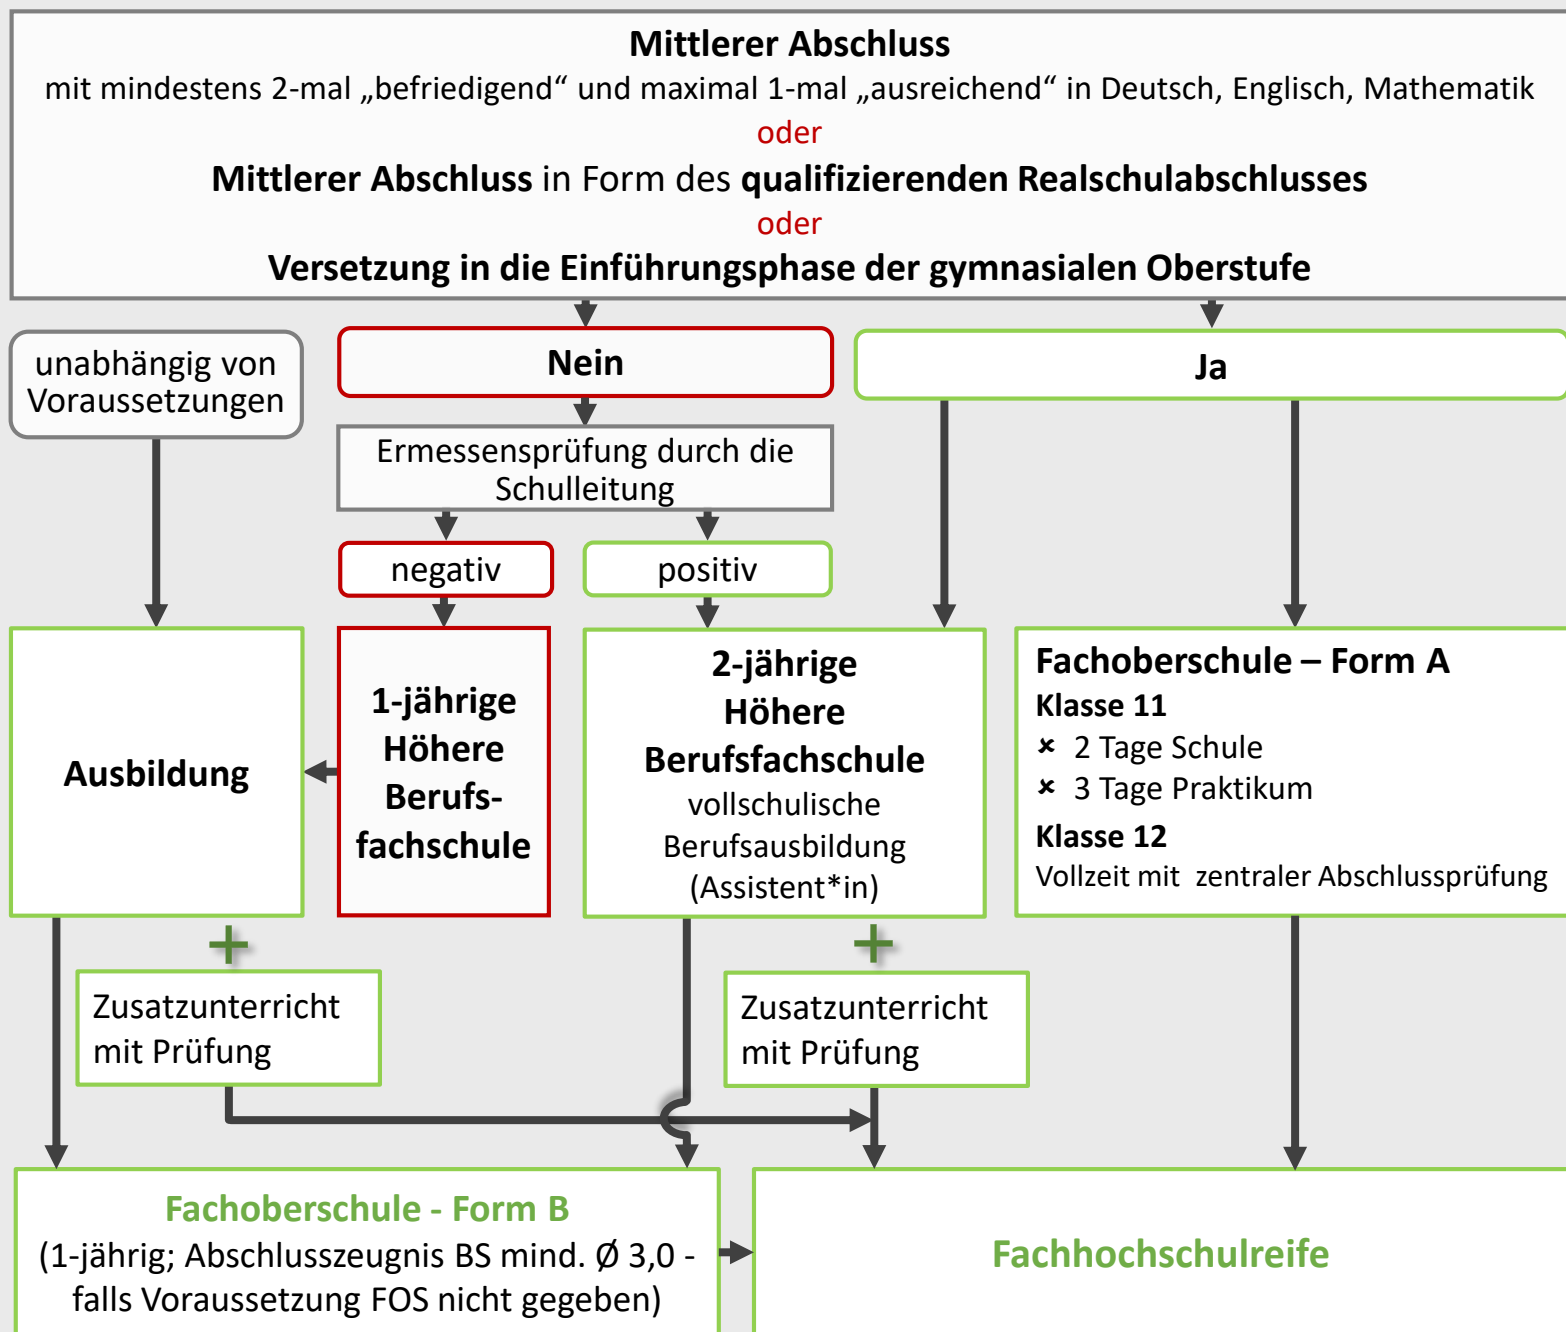 Mittlerer Abschluss
mit mindestens 2-mal „befriedigend“ und maximal 1-mal „ausreichend“ in Deutsch, Englisch, Mathematik
oder
Mittlerer Abschluss in Form des qualifizierenden Realschulabschlusses
oder
Versetzung in die Einführungsphase der gymnasialen Oberstufe
unabhängig von
Voraussetzungen
Nein
Ja
Ermessensprüfung durch die
Schulleitung
negativ
positiv
Ausbildung
1-jährige
Höhere
Berufs-
fachschule
2-jährige
Höhere
Berufsfachschule
vollschulische
Berufsausbildung
(Assistent*in)
Fachoberschule – Form A
Klasse 11
× 2 Tage Schule
× 3 Tage Praktikum
Klasse 12
Vollzeit mit zentraler Abschlussprüfung
+
Zusatzunterricht
mit Prüfung
+
Zusatzunterricht
mit Prüfung
Fachoberschule - Form B
(1-jährig; Abschlusszeugnis BS mind. Ø 3,0 -
falls Voraussetzung FOS nicht gegeben)
Fachhochschulreife